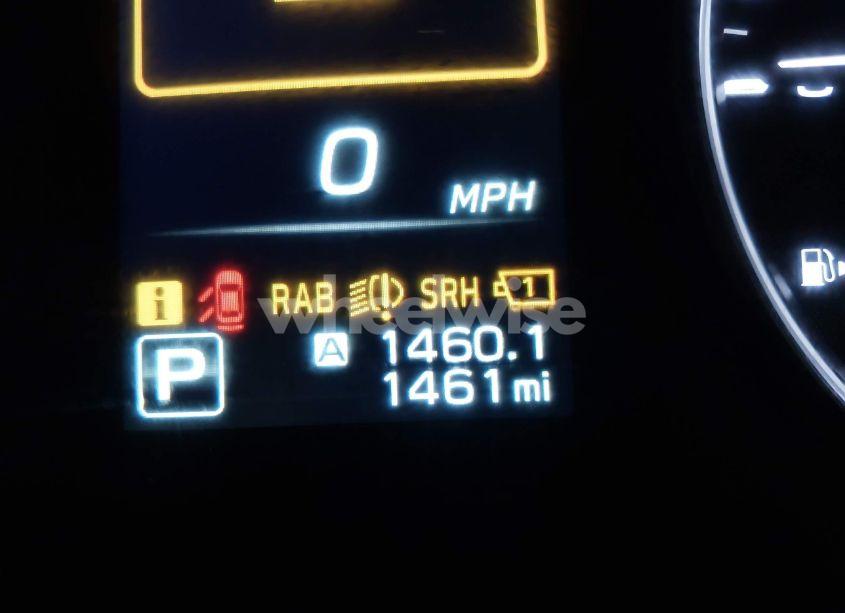 0
MPH
i RAB SRH 1
wheelwise
A 1460.1
P 1461 mi